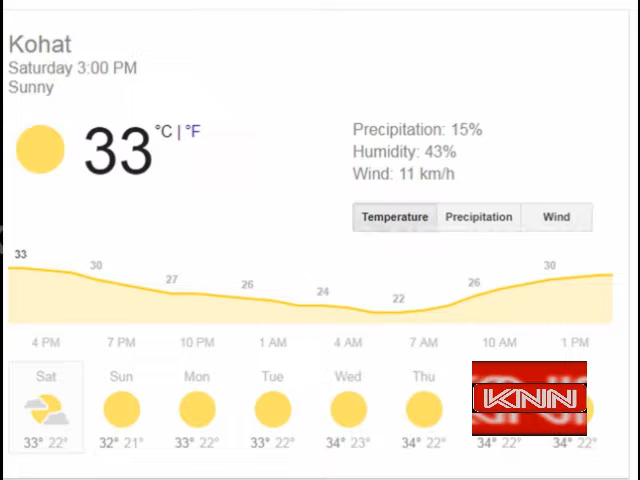 Kohat
Saturday 3:00 PM
Sunny
33 °C | °F
Precipitation: 15%
Humidity: 43%
Wind: 11 km/h
Temperature Precipitation Wind
33 30 27 26 24 22 26 30
4 PM 7 PM 10 PM 1 AM 4 AM 7 AM 10 AM 1 PM
Sat Sun Mon Tue Wed Thu
KNN
33° 22° 32° 21° 33° 22° 33° 22° 34° 23° 34° 22° 34° 22° 34° 22°